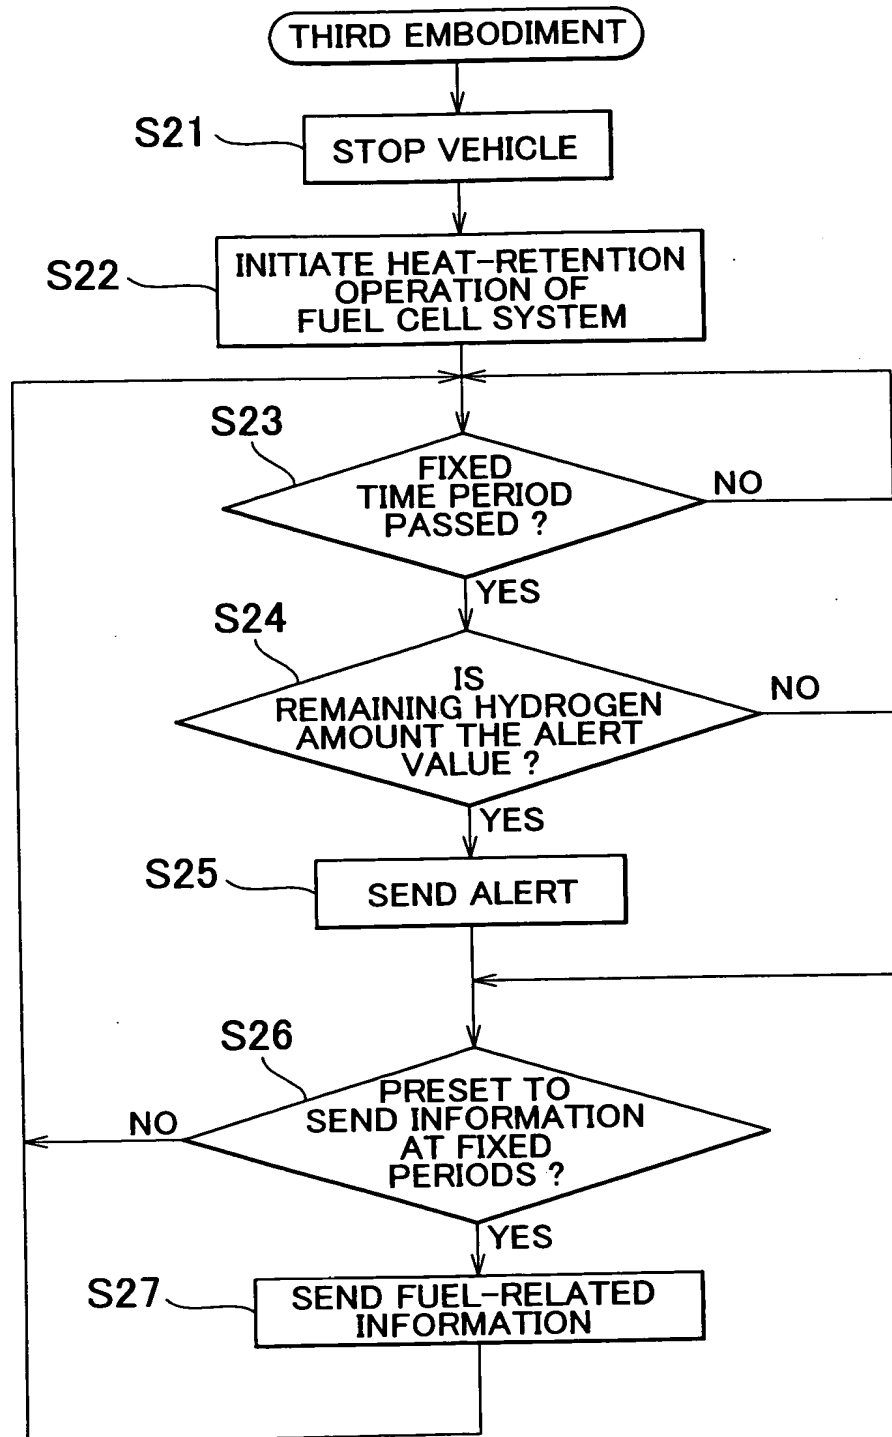 THIRD EMBODIMENT
S21
STOP VEHICLE
S22
INITIATE HEAT-RETENTION
OPERATION OF
FUEL CELL SYSTEM
S23
FIXED
TIME PERIOD
PASSED ?
NO
YES
S24
IS
REMAINING HYDROGEN
AMOUNT THE ALERT
VALUE ?
NO
YES
S25
SEND ALERT
S26
PRESET TO
SEND INFORMATION
AT FIXED
PERIODS ?
NO
YES
S27
SEND FUEL-RELATED
INFORMATION